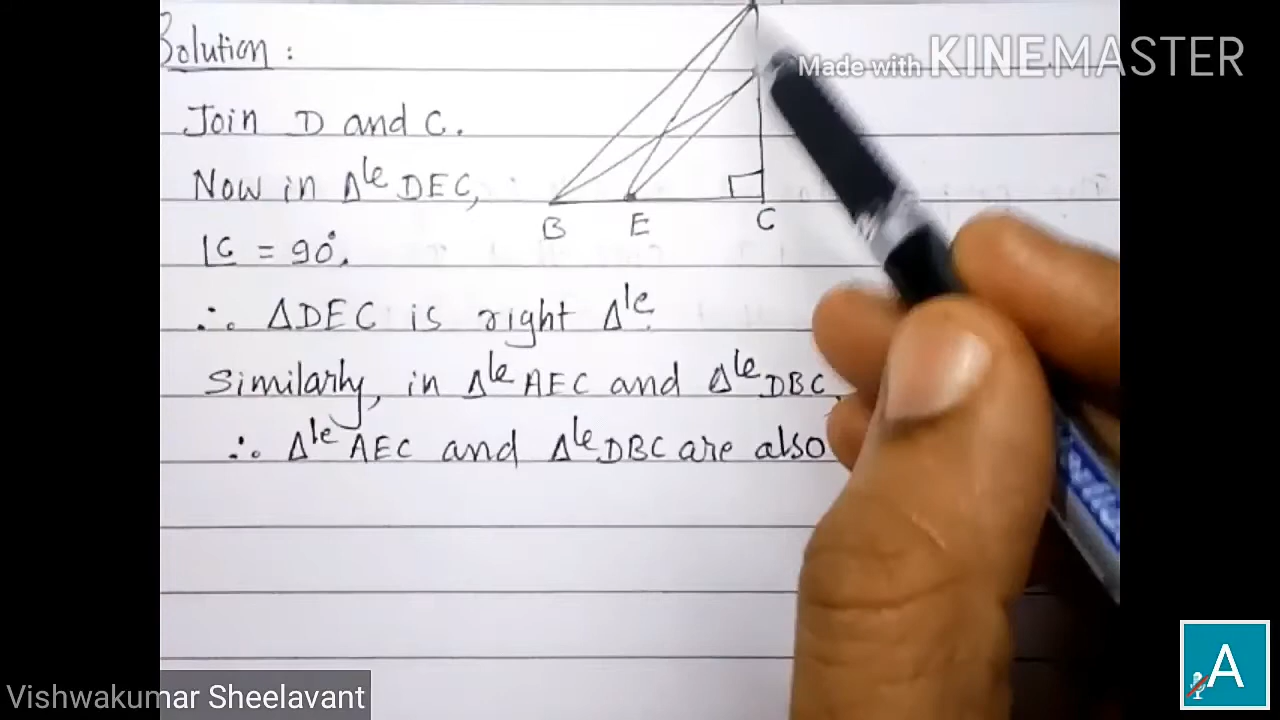 Solution :
Made with KINEMASTER
Join D and C.
Now in Δle DEC,
B E C
∟C = 90°.
∴ ΔDEC is right Δle.
Similarly, in Δle AEC and Δle DBC,
∴ Δle AEC and Δle DBC are also
Vishwakumar Sheelavant
A